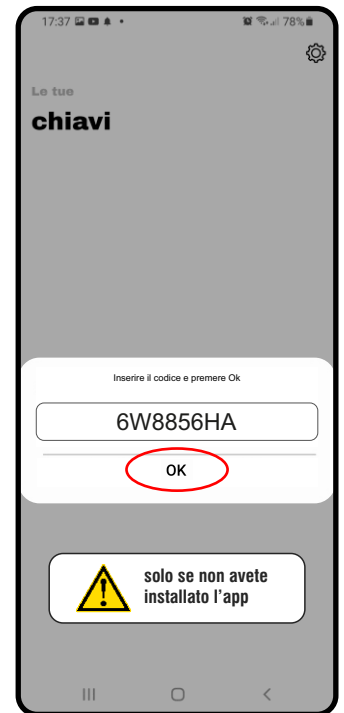 17:37
78%
Le tue
chiavi
Inserire il codice e premere Ok
6W8856HA
OK
solo se non avete
installato l'app